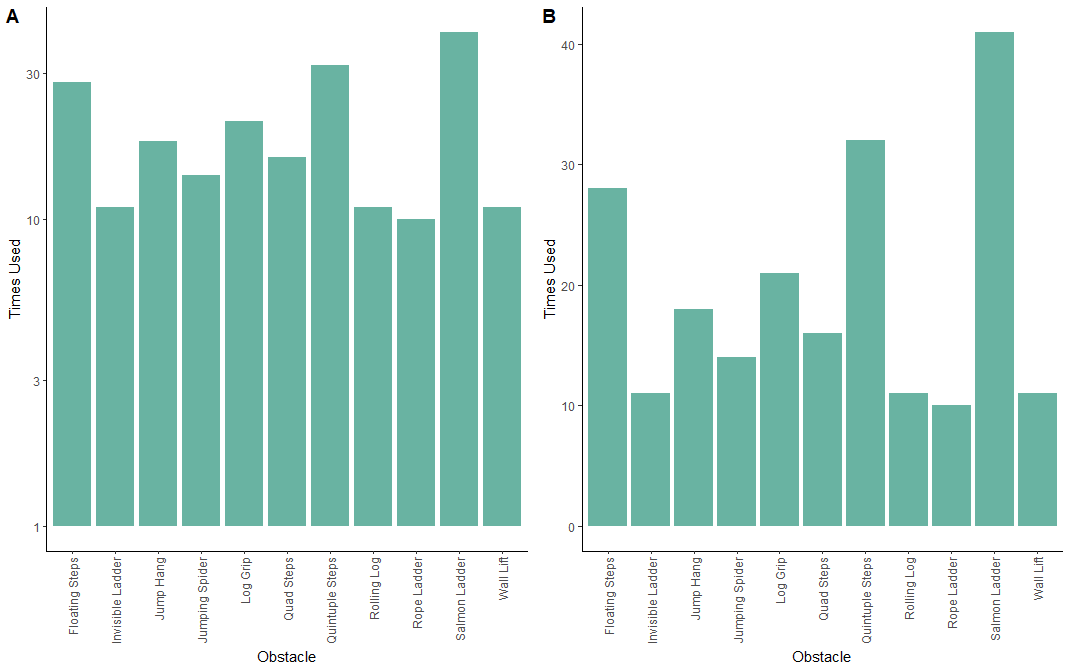 A
Times Used
30
10
3
1
Floating Steps
Invisible Ladder
Jump Hang
Jumping Spider
Log Grip
Quad Steps
Quintuple Steps
Rolling Log
Rope Ladder
Salmon Ladder
Wall Lift
Obstacle
B
Times Used
40
30
20
10
0
Floating Steps
Invisible Ladder
Jump Hang
Jumping Spider
Log Grip
Quad Steps
Quintuple Steps
Rolling Log
Rope Ladder
Salmon Ladder
Wall Lift
Obstacle